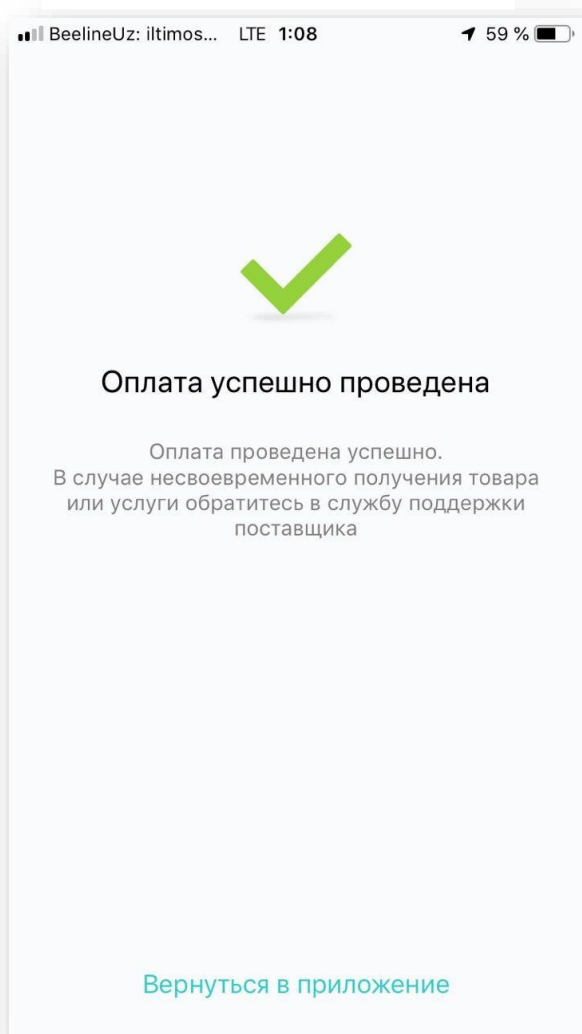 BeelineUz: iltimos... LTE 1:08 59 %
Оплата успешно проведена
Оплата проведена успешно.
В случае несвоевременного получения товара
или услуги обратитесь в службу поддержки
поставщика
Вернуться в приложение